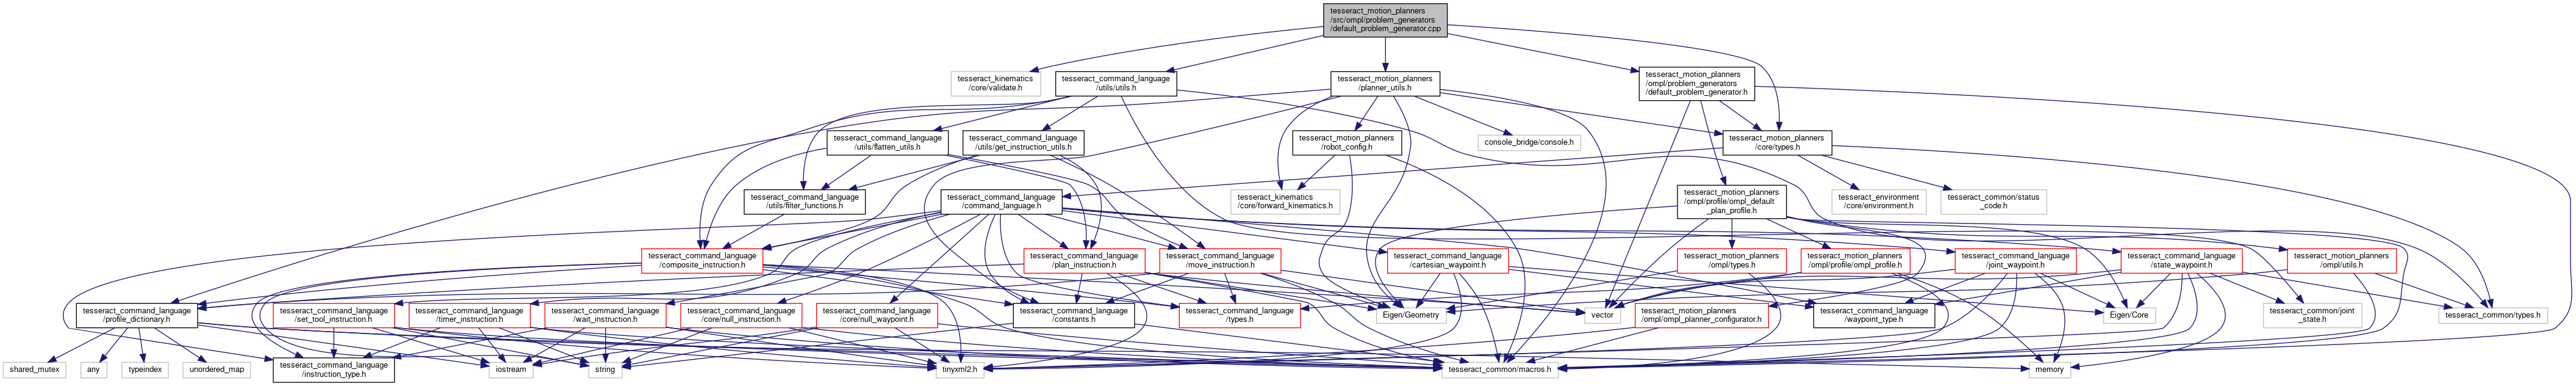 tesseract_motion_planners
/src/ompl/problem_generators
/default_problem_generator.cpp
tesseract_kinematics
/core/validate.h
tesseract_command_language
/utils/utils.h
tesseract_motion_planners
/planner_utils.h
tesseract_motion_planners
/ompl/problem_generators
/default_problem_generator.h
tesseract_command_language
/utils/flatten_utils.h
tesseract_command_language
/utils/get_instruction_utils.h
tesseract_motion_planners
/robot_config.h
console_bridge/console.h
tesseract_motion_planners
/core/types.h
tesseract_command_language
/utils/filter_functions.h
tesseract_command_language
/command_language.h
tesseract_kinematics
/core/forward_kinematics.h
tesseract_motion_planners
/ompl/profile/ompl_default
_plan_profile.h
tesseract_environment
/core/environment.h
tesseract_common/status
_code.h
tesseract_command_language
/composite_instruction.h
tesseract_command_language
/plan_instruction.h
tesseract_command_language
/move_instruction.h
tesseract_command_language
/cartesian_waypoint.h
tesseract_motion_planners
/ompl/types.h
tesseract_motion_planners
/ompl/profile/ompl_profile.h
tesseract_command_language
/joint_waypoint.h
tesseract_command_language
/state_waypoint.h
tesseract_motion_planners
/ompl/utils.h
tesseract_command_language
/profile_dictionary.h
tesseract_command_language
/set_tool_instruction.h
tesseract_command_language
/timer_instruction.h
tesseract_command_language
/wait_instruction.h
tesseract_command_language
/core/null_instruction.h
tesseract_command_language
/core/null_waypoint.h
tesseract_command_language
/constants.h
tesseract_command_language
/types.h
Eigen/Geometry
vector
tesseract_motion_planners
/ompl/ompl_planner_configurator.h
tesseract_command_language
/waypoint_type.h
Eigen/Core
tesseract_common/joint
_state.h
tesseract_common/types.h
shared_mutex
any
typeindex
unordered_map
tesseract_command_language
/instruction_type.h
iostream
string
tinyxml2.h
tesseract_common/macros.h
memory